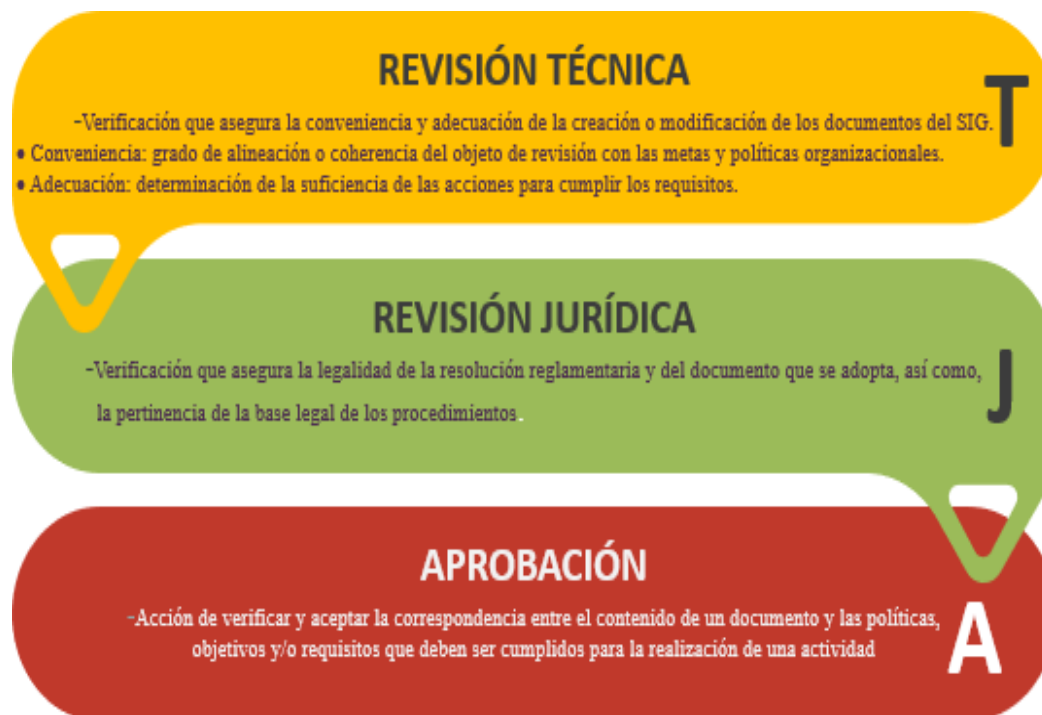 REVISIÓN TÉCNICA
T
-Verificación que asegura la conveniencia y adecuación de la creación o modificación de los documentos del SIG.
• Conveniencia: grado de alineación o coherencia del objeto de revisión con las metas y políticas organizacionales.
• Adecuación: determinación de la suficiencia de las acciones para cumplir los requisitos.
REVISIÓN JURÍDICA
-Verificación que asegura la legalidad de la resolución reglamentaria y del documento que se adopta, así como,
J
la pertinencia de la base legal de los procedimientos.
APROBACIÓN
-Acción de verificar y aceptar la correspondencia entre el contenido de un documento y las políticas,
A
objetivos y/o requisitos que deben ser cumplidos para la realización de una actividad